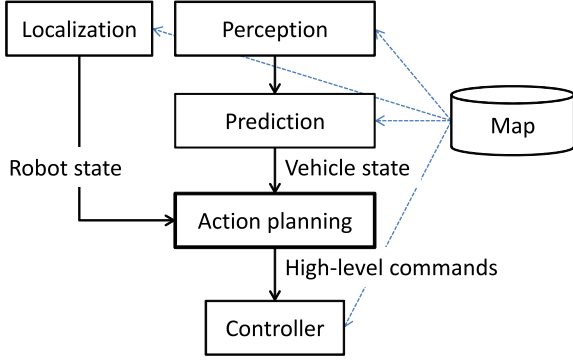 Localization
Perception
Prediction
Map
Robot state
Vehicle state
Action planning
High-level commands
Controller